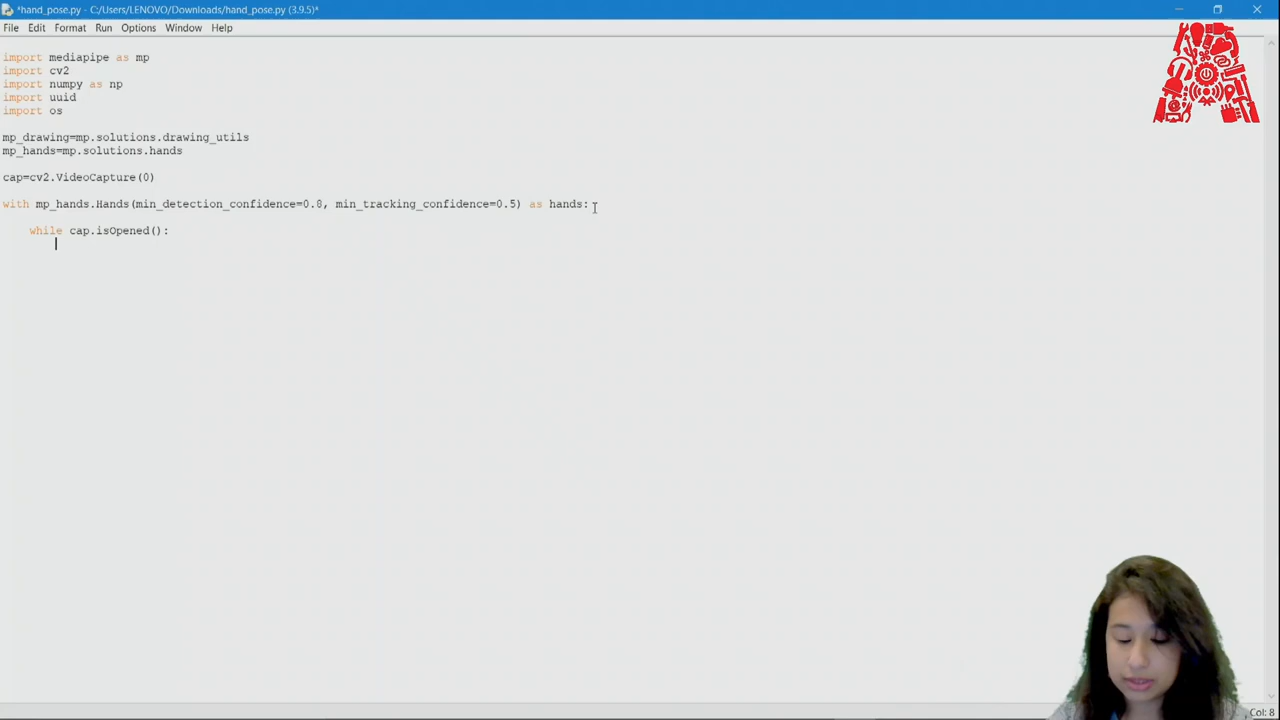 *hand_pose.py - C:/Users/LENOVO/Downloads/hand_pose.py (3.9.5)*
File Edit Format Run Options Window Help
import mediapipe as mp
import cv2
import numpy as np
import uuid
import os
mp_drawing=mp.solutions.drawing_utils
mp_hands=mp.solutions.hands
cap=cv2.VideoCapture(0)
with mp_hands.Hands(min_detection_confidence=0.8, min_tracking_confidence=0.5) as hands:
while cap.isOpened():
Col: 8